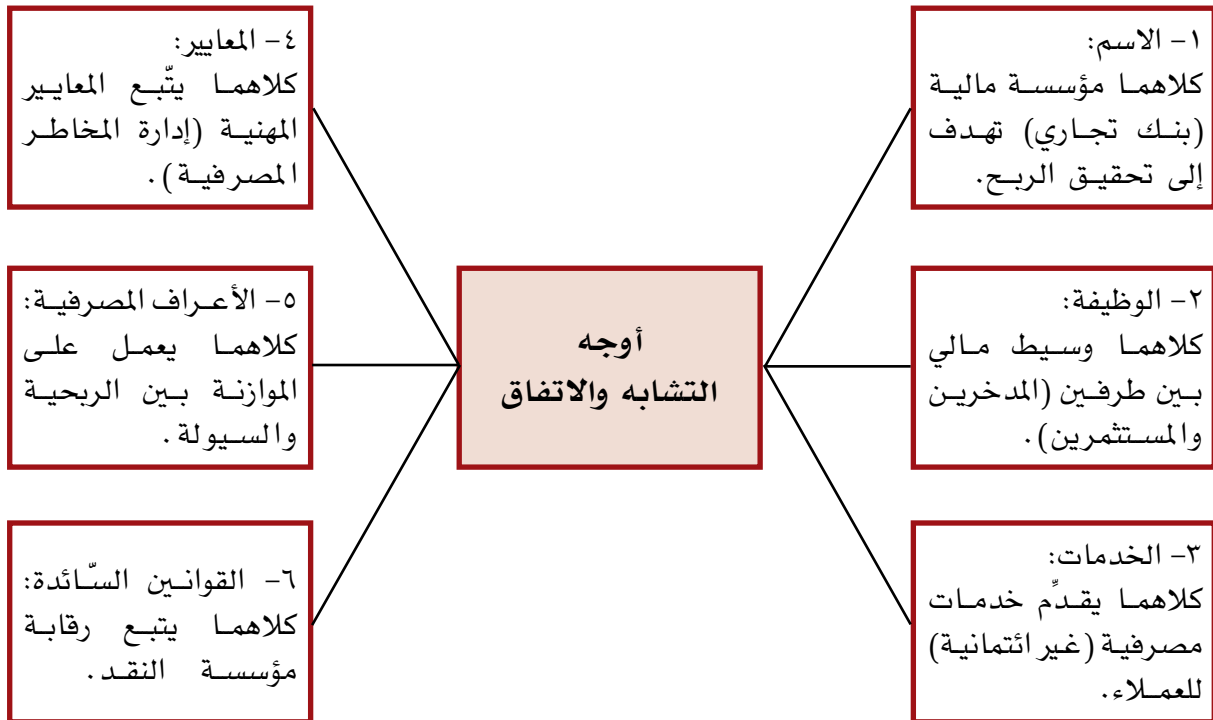 ١- الاسم:
كلاهما مؤسسة مالية
(بنك تجاري) تهدف
إلى تحقيق الربح.
٢- الوظيفة:
كلاهما وسيط مالي
بين طرفين (المدخرين
والمستثمرين).
٣- الخدمات:
كلاهما يقدِّم خدمات
مصرفية (غير ائتمانية)
للعملاء.
أوجه
التشابه والاتفاق
٤- المعايير:
كلاهما يتّبع المعايير
المهنية (إدارة المخاطر
المصرفية).
٥- الأعراف المصرفية:
كلاهما يعمل على
الموازنة بين الربحية
والسيولة.
٦- القوانين السّائدة:
كلاهما يتبع رقابة
مؤسسة النقد.